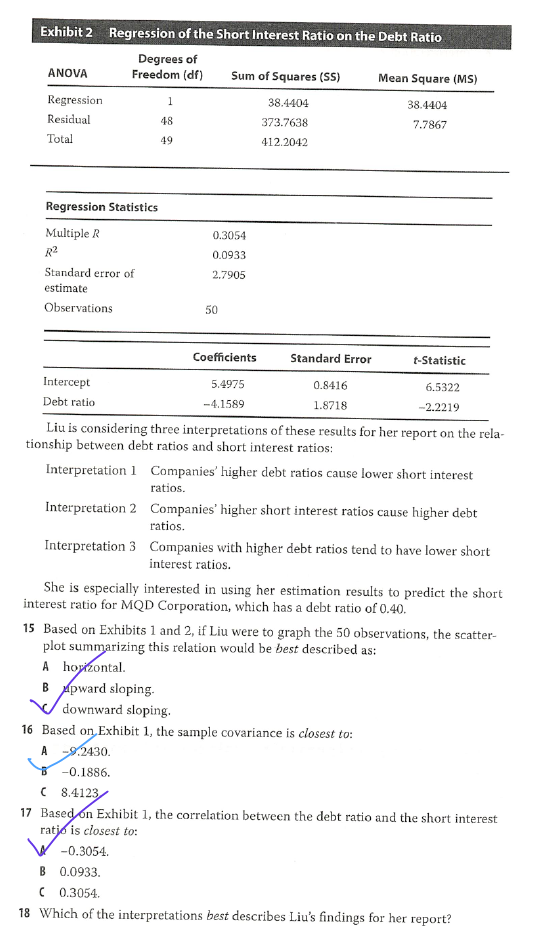 Exhibit 2 Regression of the Short Interest Ratio on the Debt Ratio
ANOVA Degrees of Freedom (df) Sum of Squares (SS) Mean Square (MS)
Regression 1 38.4404 38.4404
Residual 48 373.7638 7.7867
Total 49 412.2042
Regression Statistics
Multiple R 0.3054
R² 0.0933
Standard error of estimate 2.7905
Observations 50
Coefficients Standard Error t-Statistic
Intercept 5.4975 0.8416 6.5322
Debt ratio −4.1589 1.8718 −2.2219
Liu is considering three interpretations of these results for her report on the rela-
tionship between debt ratios and short interest ratios:
Interpretation 1 Companies' higher debt ratios cause lower short interest
ratios.
Interpretation 2 Companies' higher short interest ratios cause higher debt
ratios.
Interpretation 3 Companies with higher debt ratios tend to have lower short
interest ratios.
She is especially interested in using her estimation results to predict the short
interest ratio for MQD Corporation, which has a debt ratio of 0.40.
15 Based on Exhibits 1 and 2, if Liu were to graph the 50 observations, the scatter-
plot summarizing this relation would be best described as:
A horizontal.
B upward sloping.
C downward sloping.
16 Based on Exhibit 1, the sample covariance is closest to:
A −9.2430.
B −0.1886.
C 8.4123.
17 Based on Exhibit 1, the correlation between the debt ratio and the short interest
ratio is closest to:
A −0.3054.
B 0.0933.
C 0.3054.
18 Which of the interpretations best describes Liu's findings for her report?